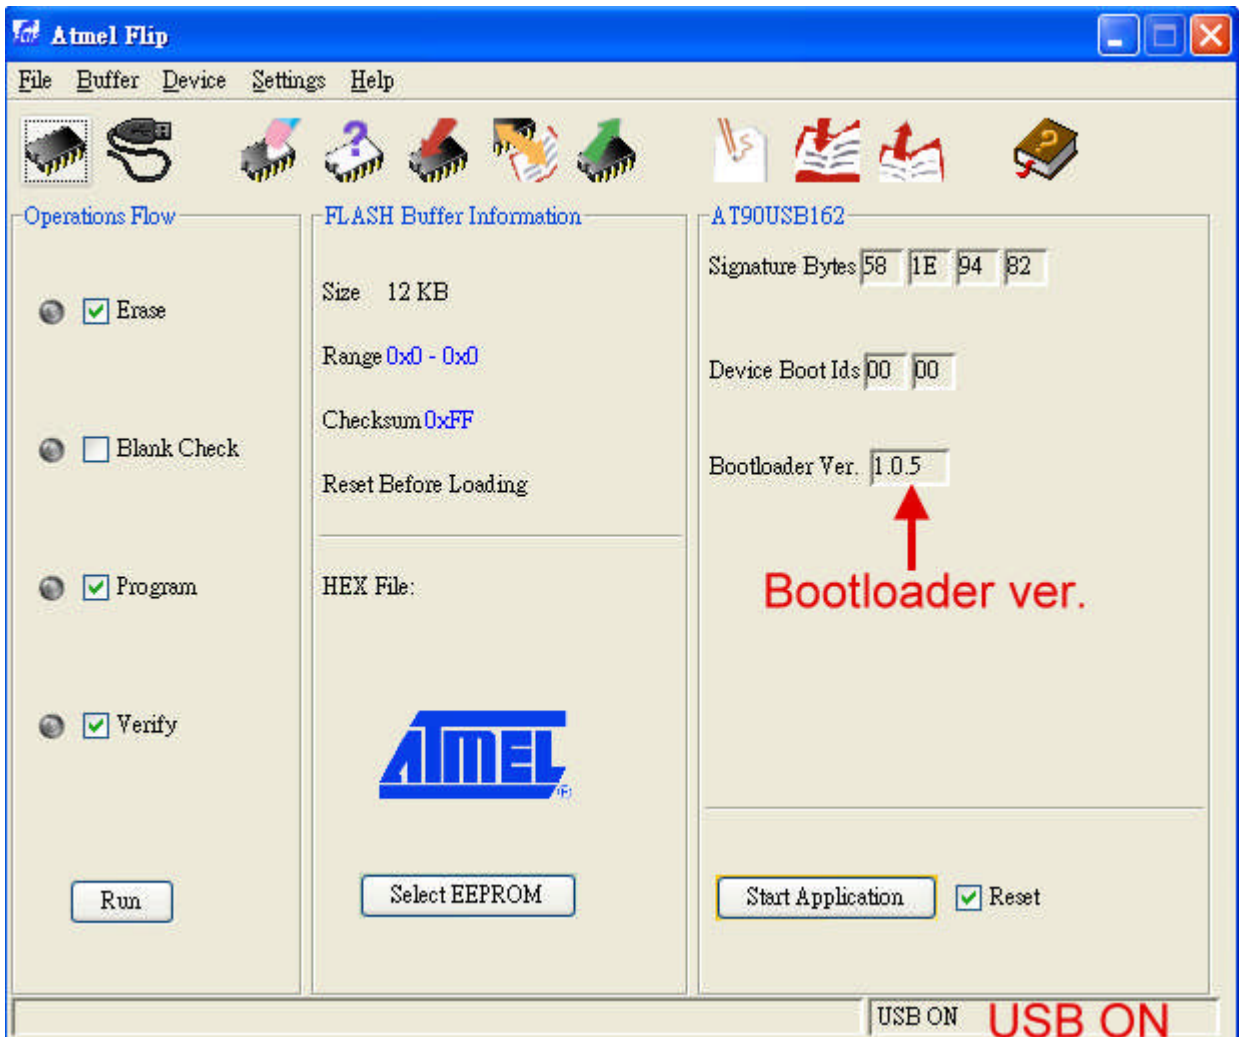 Atmel Flip
File Buffer Device Settings Help
Operations Flow
Erase
Blank Check
Program
Verify
Run
FLASH Buffer Information
Size 12 KB
Range 0x0 - 0x0
Checksum 0xFF
Reset Before Loading
HEX File:
ATMEL
Select EEPROM
AT90USB162
Signature Bytes 58 1E 94 82
Device Boot Ids 00 00
Bootloader Ver. 1.0.5
Bootloader ver.
Start Application Reset
USB ON USB ON